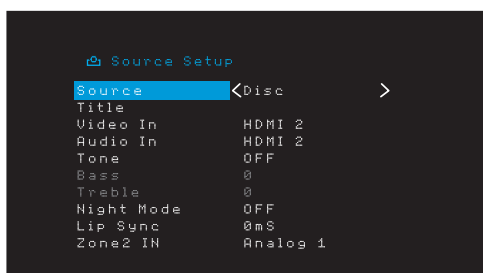 Source Setup
Source < Disc >
Title
Video In HDMI 2
Audio In HDMI 2
Tone OFF
Bass 0
Treble 0
Night Mode OFF
Lip Sync 0mS
Zone2 IN Analog 1